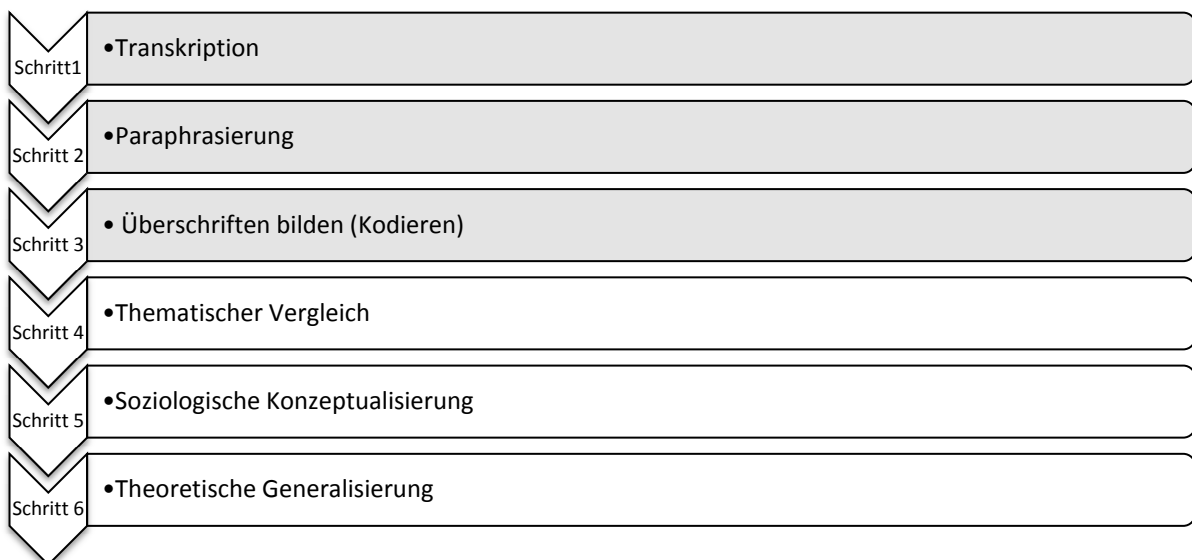 Schritt1
•Transkription
Schritt 2
•Paraphrasierung
Schritt 3
• Überschriften bilden (Kodieren)
Schritt 4
•Thematischer Vergleich
Schritt 5
•Soziologische Konzeptualisierung
Schritt 6
•Theoretische Generalisierung